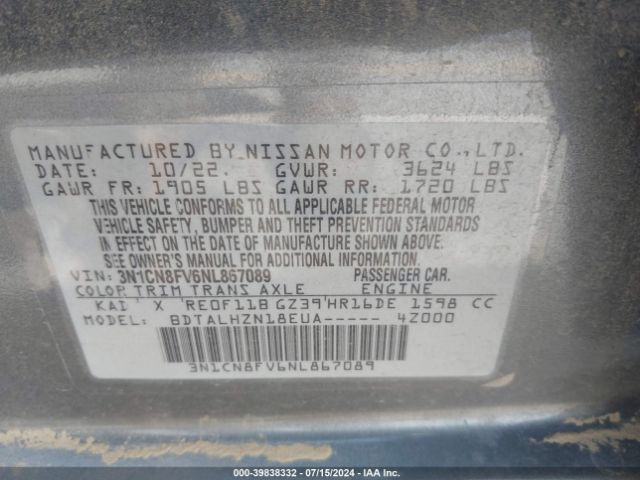 MANUFACTURED BY NISSAN MOTOR CO.,LTD.
DATE: 10/22. GVWR: 3624 LBS
GAWR FR: 1905 LBS GAWR RR: 1720 LBS
THIS VEHICLE CONFORMS TO ALL APPLICABLE FEDERAL MOTOR
VEHICLE SAFETY, BUMPER AND THEFT PREVENTION STANDARDS
IN EFFECT ON THE DATE OF MANUFACTURE SHOWN ABOVE.
SEE OWNER'S MANUAL FOR ADDITIONAL INFORMATION.
VIN: 3N1CN8FV6NL867089 PASSENGER CAR.
COLOR TRIM TRANS AXLE ENGINE
KAD X RE0F11B GZ39 HR16DE 1598 CC
MODEL: BDTALHZN18EUA----- 4Z000
3N1CN8FV6NL867089
000-39838332 / 07/15/2024 / IAA Inc.